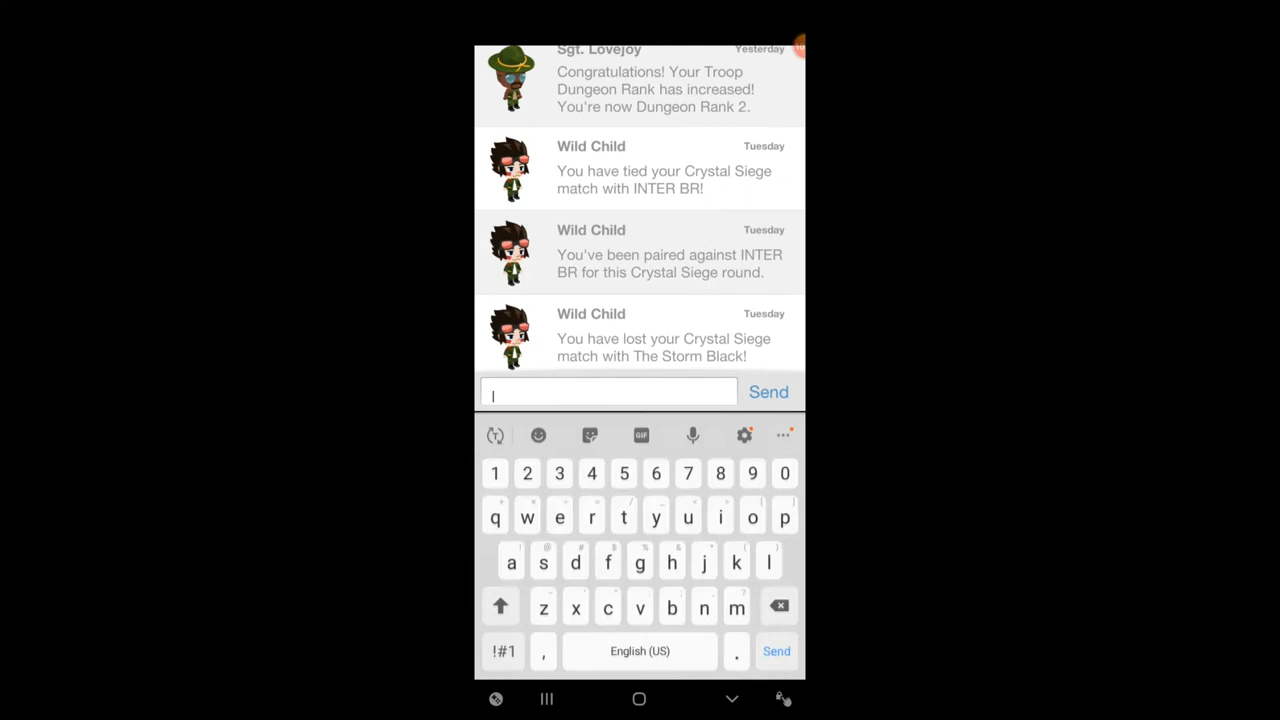 Sgt. Lovejoy Yesterday
Congratulations! Your Troop
Dungeon Rank has increased!
You're now Dungeon Rank 2.
Wild Child Tuesday
You have tied your Crystal Siege
match with INTER BR!
Wild Child Tuesday
You've been paired against INTER
BR for this Crystal Siege round.
Wild Child Tuesday
You have lost your Crystal Siege
match with The Storm Black!
Send
T GIF
1 2 3 4 5 6 7 8 9 0
q w e r t y u i o p
a s d f g h j k l
z x c v b n m
!#1 , English (US) . Send